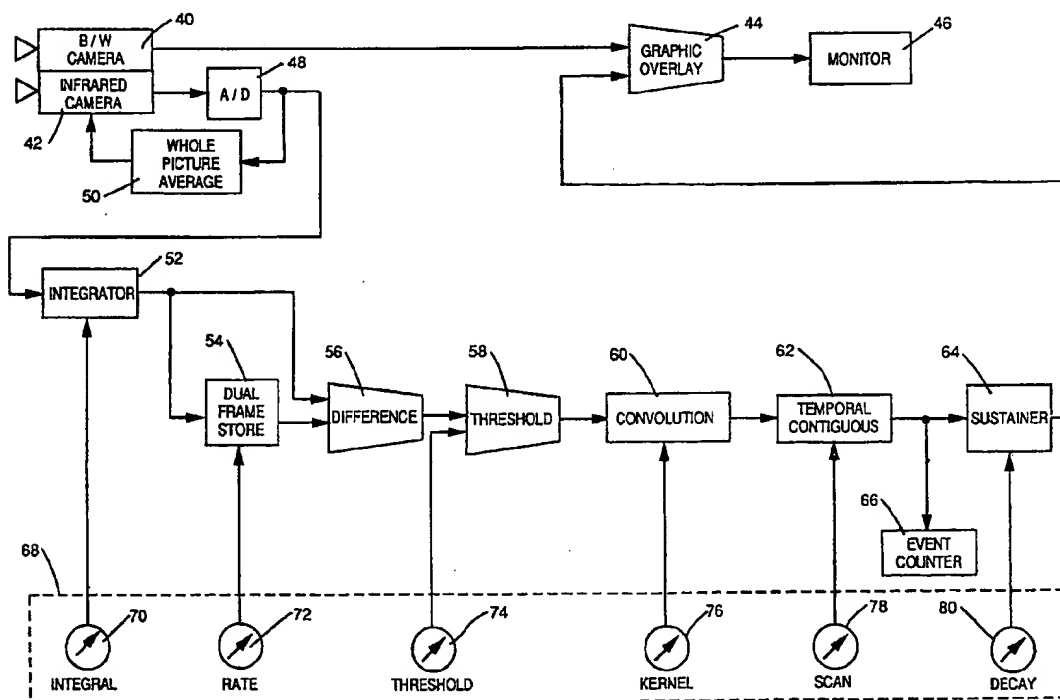 40
B / W
CAMERA
INFRARED
CAMERA
42
48
A / D
WHOLE
PICTURE
AVERAGE
50
44
GRAPHIC
OVERLAY
46
MONITOR
52
INTEGRATOR
54
DUAL
FRAME
STORE
56
DIFFERENCE
58
THRESHOLD
60
CONVOLUTION
62
TEMPORAL
CONTIGUOUS
64
SUSTAINER
66
EVENT
COUNTER
68
70
INTEGRAL
72
RATE
74
THRESHOLD
76
KERNEL
78
SCAN
80
DECAY